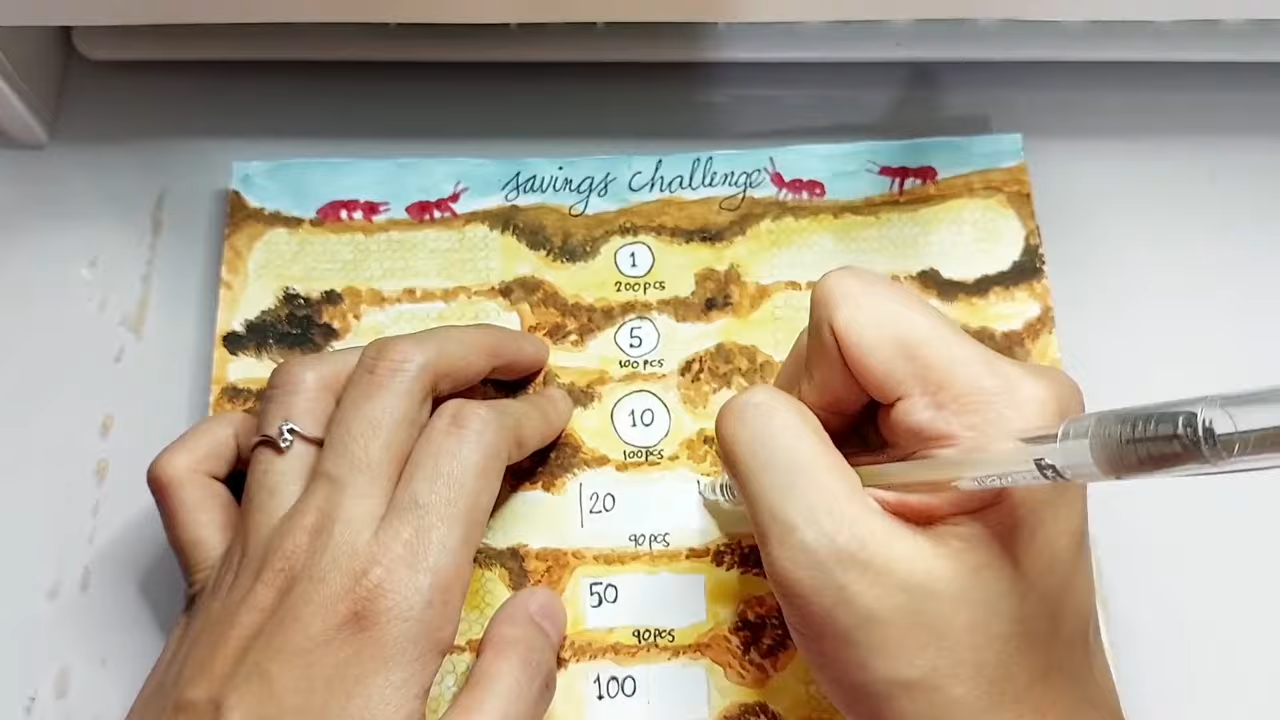 savings challenge
1
200pcs
5
100pcs
10
100pcs
20
90pcs
50
90pcs
100